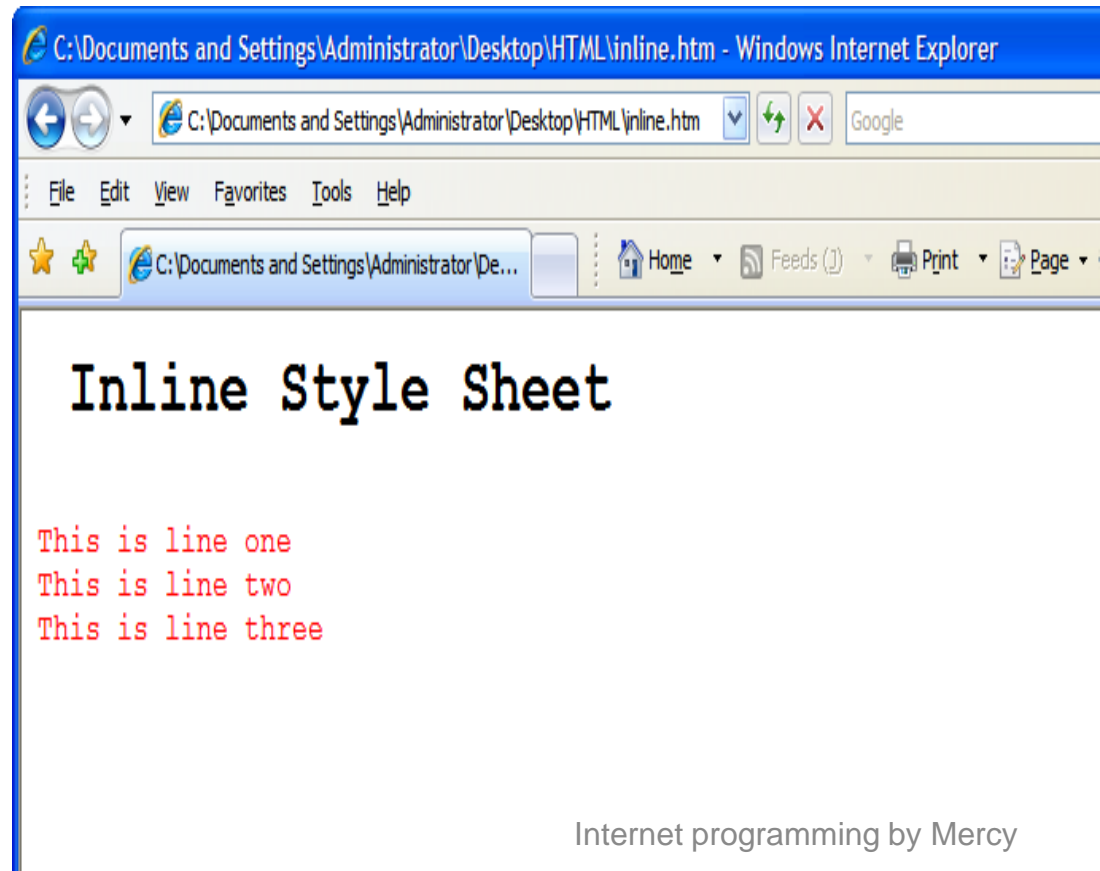 C:\Documents and Settings\Administrator\Desktop\HTML\inline.htm - Windows Internet Explorer
C:\Documents and Settings\Administrator\Desktop\HTML\inline.htm Google
File Edit View Favorites Tools Help
C:\Documents and Settings\Administrator\De... Home Feeds (J) Print Page
Inline Style Sheet
This is line one
This is line two
This is line three
Internet programming by Mercy